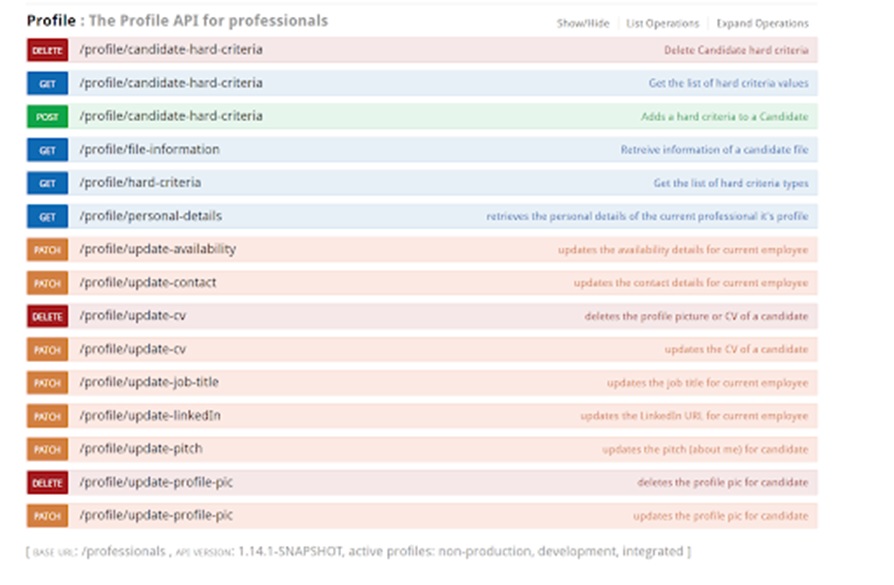 Profile : The Profile API for professionals Show/Hide List Operations Expand Operations
DELETE /profile/candidate-hard-criteria Delete Candidate hard criteria
GET /profile/candidate-hard-criteria Get the list of hard criteria values
POST /profile/candidate-hard-criteria Adds a hard criteria to a Candidate
GET /profile/file-information Retreive information of a candidate file
GET /profile/hard-criteria Get the list of hard criteria types
GET /profile/personal-details retrieves the personal details of the current professional it's profile
PATCH /profile/update-availability updates the availability details for current employee
PATCH /profile/update-contact updates the contact details for current employee
DELETE /profile/update-cv deletes the profile picture or CV of a candidate
PATCH /profile/update-cv updates the CV of a candidate
PATCH /profile/update-job-title updates the job title for current employee
PATCH /profile/update-linkedIn updates the LinkedIn URL for current employee
PATCH /profile/update-pitch updates the pitch (about me) for candidate
DELETE /profile/update-profile-pic deletes the profile pic for candidate
PATCH /profile/update-profile-pic updates the profile pic for candidate
[ BASE URL: /professionals , API VERSION: 1.14.1-SNAPSHOT, active profiles: non-production, development, integrated ]